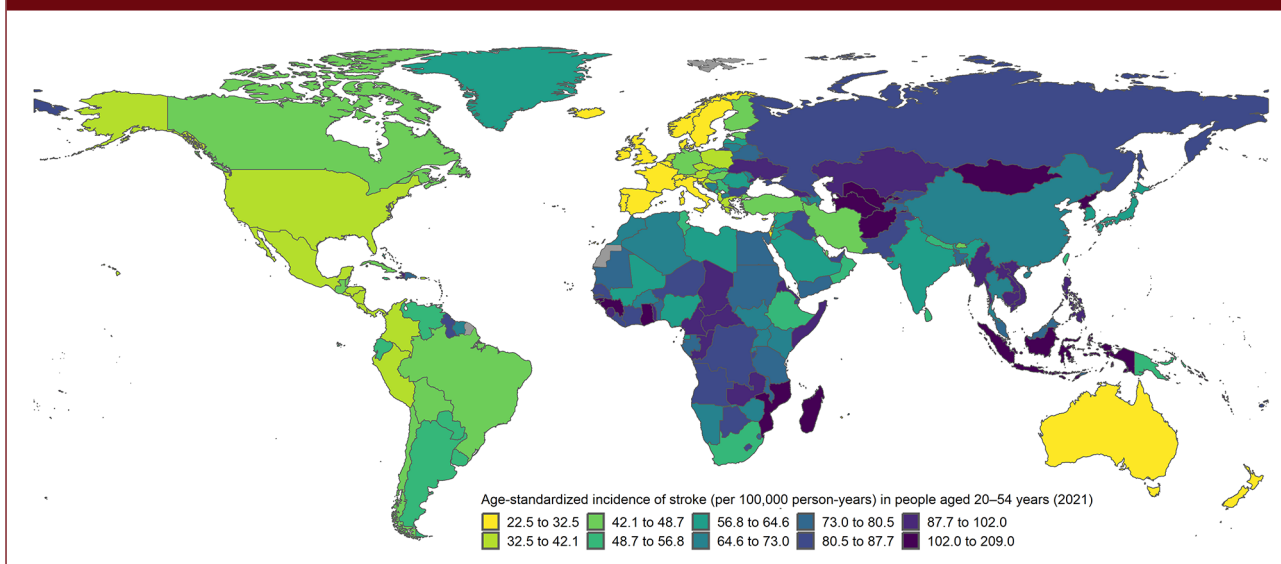 Age-standardized incidence of stroke (per 100,000 person-years) in people aged 20–54 years (2021)
22.5 to 32.5 42.1 to 48.7 56.8 to 64.6 73.0 to 80.5 87.7 to 102.0
32.5 to 42.1 48.7 to 56.8 64.6 to 73.0 80.5 to 87.7 102.0 to 209.0